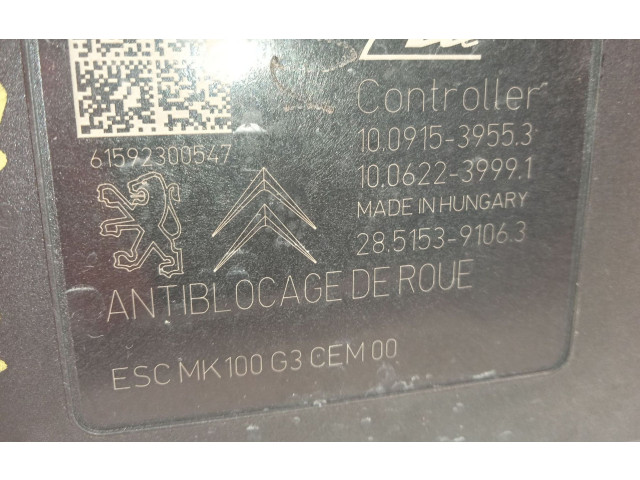 Controller
10.0915-3955.3
61592300547
10.0622-3999.1
MADE IN HUNGARY
28.5153-9106.3
ANTIBLOCAGE DE ROUE
ESC MK100 G3 CEM 00